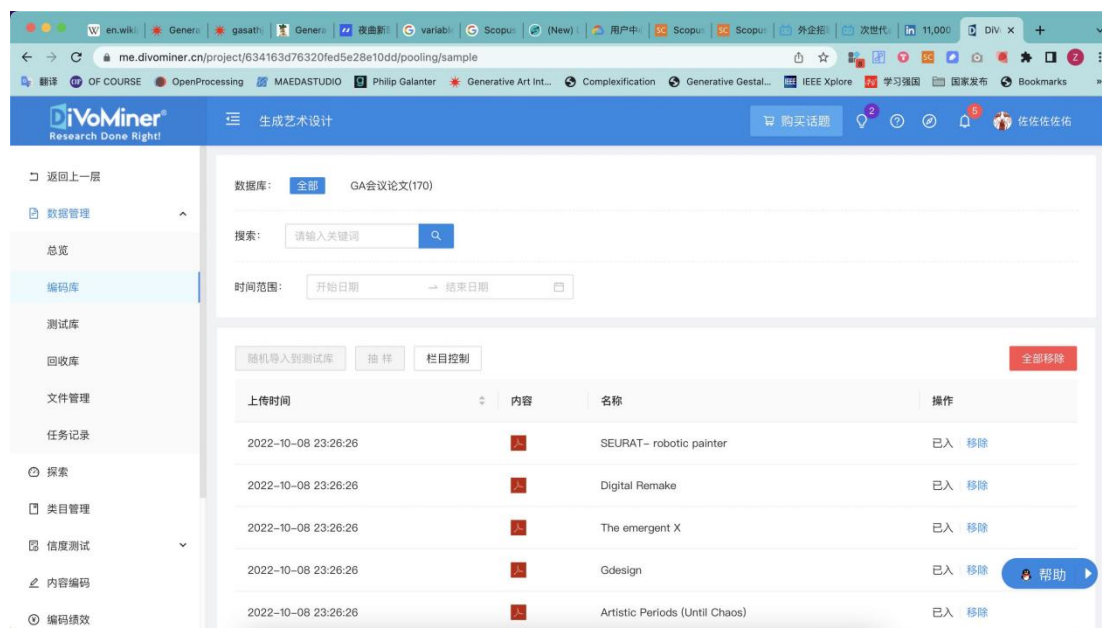 en.wiki Genera gasath Genera 夜曲新 variabl Scopus (New) 用户中 Scopus Scopus 外企招 次世代 11,000 DiV
me.divominer.cn/project/634163d76320fed5e28e10dd/pooling/sample
翻译 OF COURSE OpenProcessing MAEDASTUDIO Philip Galanter Generative Art Int... Complexification Generative Gestal... IEEE Xplore 学习强国 国家发布 Bookmarks »
DiVoMiner®
Research Done Right!
生成艺术设计
购买话题 2 5 佐佐佐佐佑
返回上一层
数据管理
总览
编码库
测试库
回收库
文件管理
任务记录
探索
类目管理
信度测试
内容编码
编码绩效
数据库： 全部 GA会议论文(170)
搜索： 请输入关键词
时间范围： 开始日期 → 结束日期
随机导入到测试库 抽 样 栏目控制 全部移除
上传时间 内容 名称 操作
2022-10-08 23:26:26 SEURAT- robotic painter 已入 移除
2022-10-08 23:26:26 Digital Remake 已入 移除
2022-10-08 23:26:26 The emergent X 已入 移除
2022-10-08 23:26:26 Gdesign 已入 移除
帮助
2022-10-08 23:26:26 Artistic Periods (Until Chaos) 已入 移除